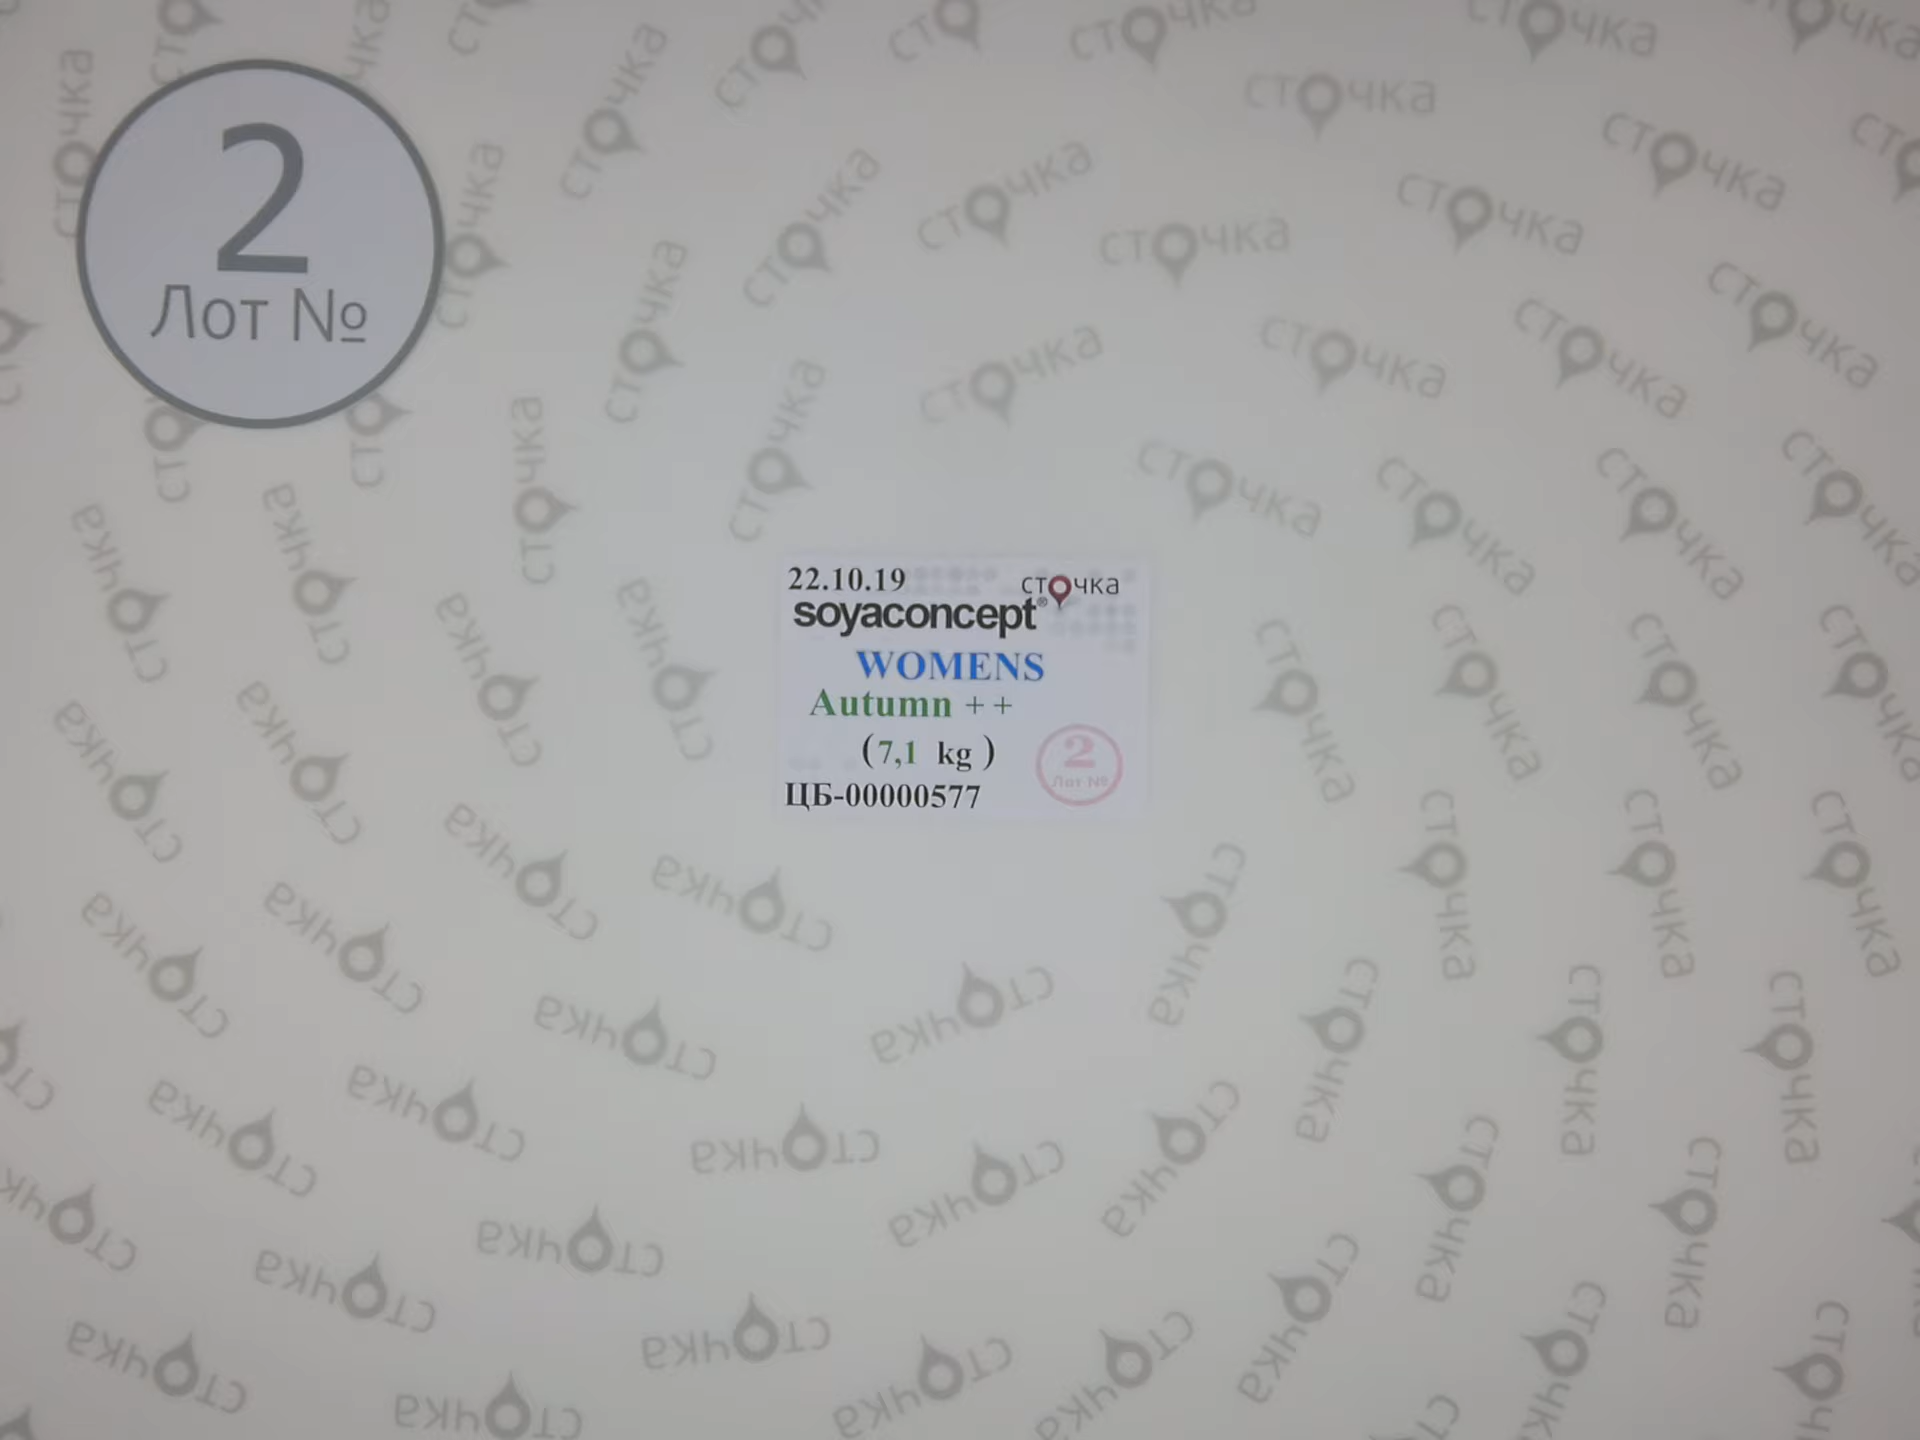 2
Лот №
22.10.19
сточка
soyaconcept®
WOMENS
Autumn ++
(7,1 kg )
2
Лот №
ЦБ-00000577